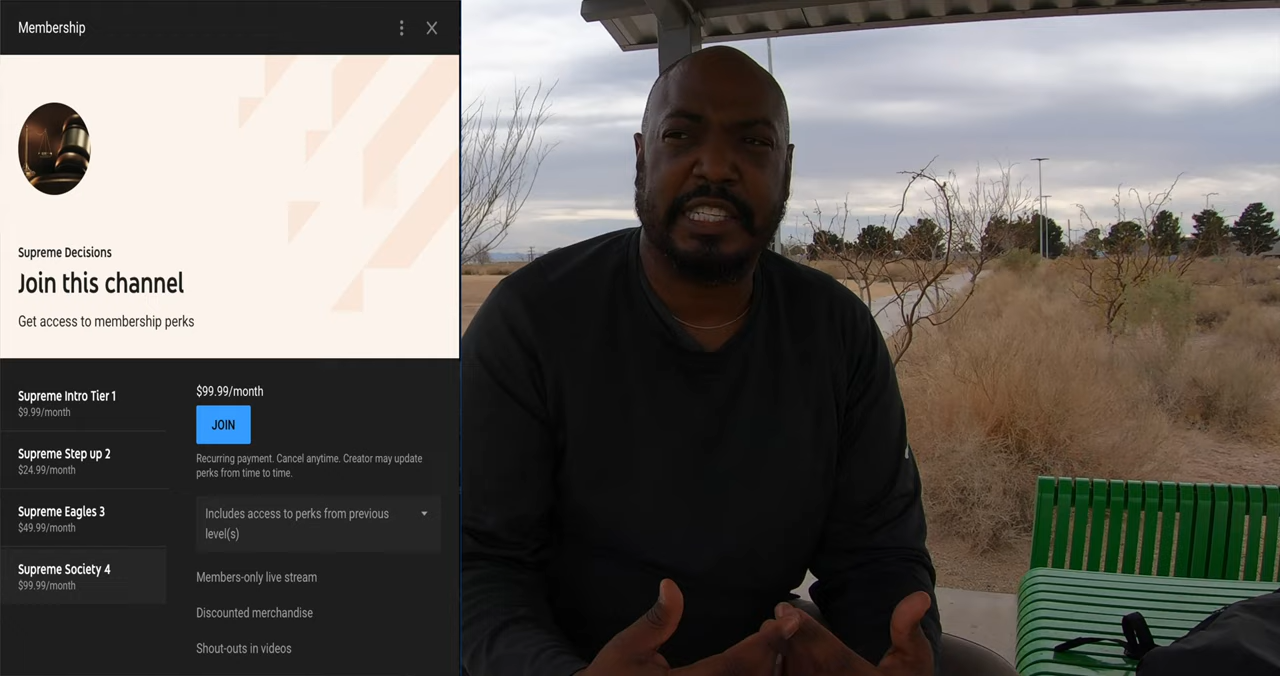 Membership
Supreme Decisions
Join this channel
Get access to membership perks
Supreme Intro Tier 1
$9.99/month
Supreme Step up 2
$24.99/month
Supreme Eagles 3
$49.99/month
Supreme Society 4
$99.99/month
$99.99/month
JOIN
Recurring payment. Cancel anytime. Creator may update
perks from time to time.
Includes access to perks from previous
level(s)
Members-only live stream
Discounted merchandise
Shout-outs in videos